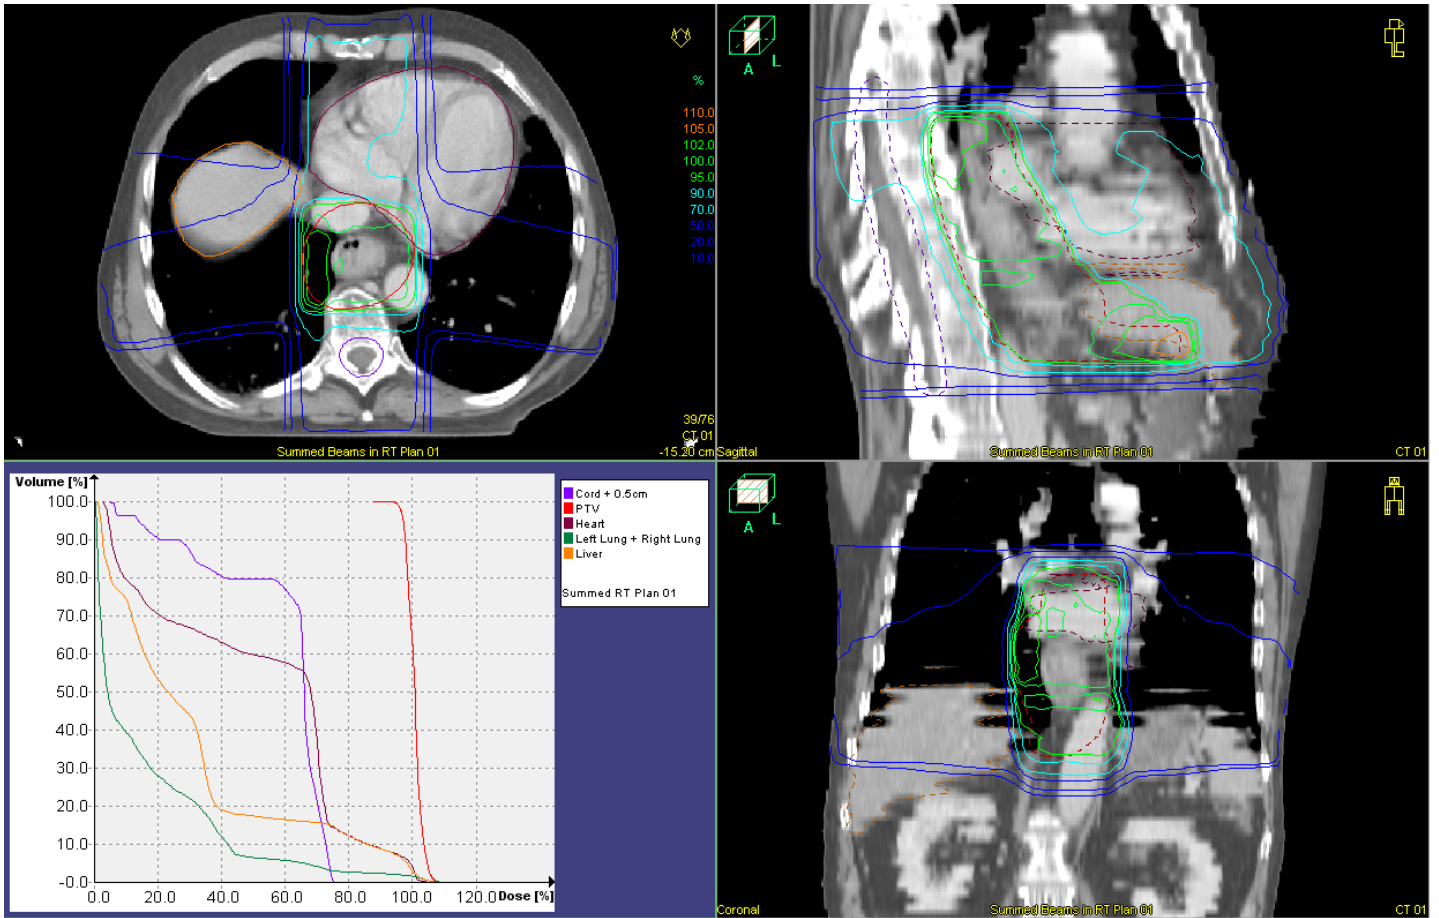 %
110.0
105.0
102.0
100.0
95.0
90.0
70.0
50.0
20.0
10.0
39/76
CT 01
-15.20 cm
Summed Beams in RT Plan 01
A
L
Sagittal
Summed Beams in RT Plan 01
CT 01
Volume [%]
100.0
90.0
80.0
70.0
60.0
50.0
40.0
30.0
20.0
10.0
-0.0
0.0
20.0
40.0
60.0
80.0
100.0
120.0
Dose [%]
Cord + 0.5cm
PTV
Heart
Left Lung + Right Lung
Liver
Summed RT Plan 01
A
L
Coronal
Summed Beams in RT Plan 01
CT 01